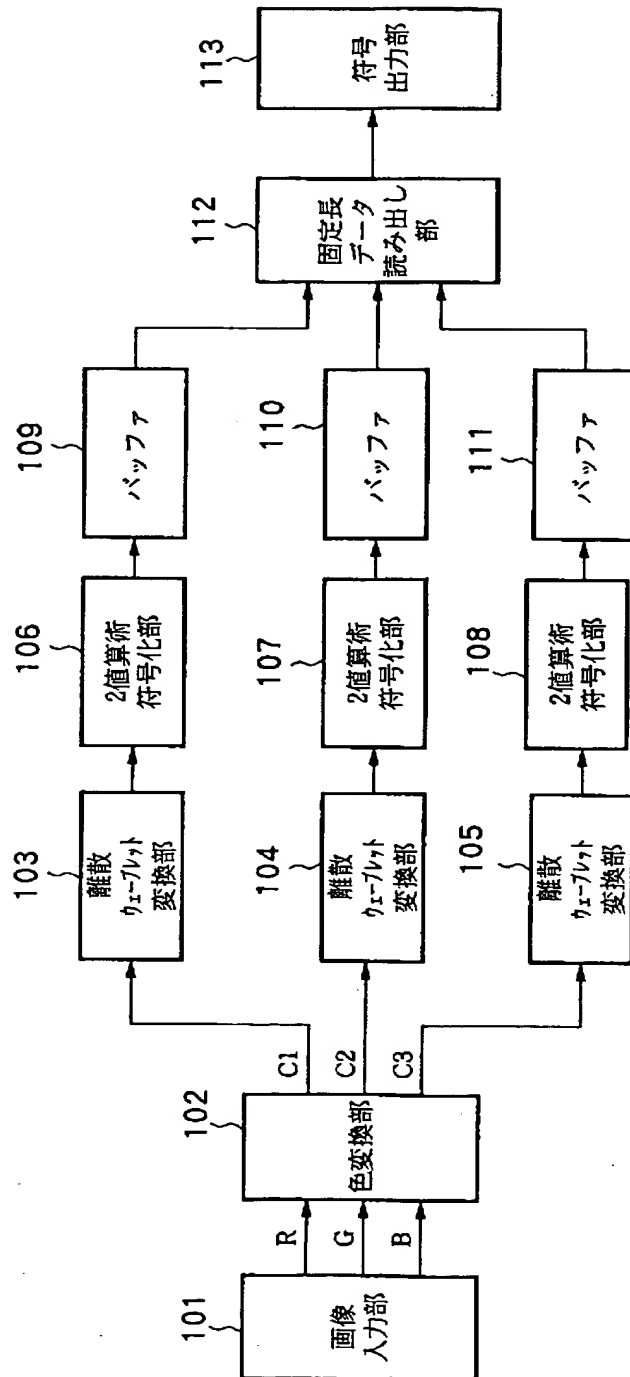 101
画像
入力部
R
G
B
102
色変換部
C1
C2
C3
103
離散
ウェーブレット
変換部
104
離散
ウェーブレット
変換部
105
離散
ウェーブレット
変換部
106
2値算術
符号化部
107
2値算術
符号化部
108
2値算術
符号化部
109
バッファ
110
バッファ
111
バッファ
112
固定長
データ
読み出し
部
113
符号
出力部